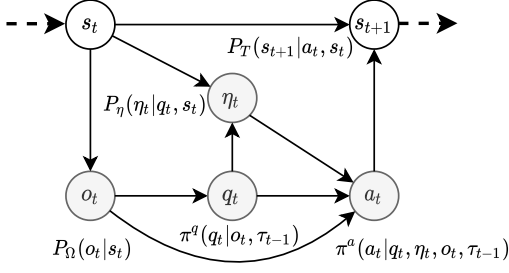 s_t
s_{t+1}
P_T(s_{t+1}|a_t, s_t)
P_η(η_t|q_t, s_t)
η_t
o_t
q_t
a_t
π^q(q_t|o_t, τ_{t−1})
P_Ω(o_t|s_t)
π^a(a_t|q_t, η_t, o_t, τ_{t−1})